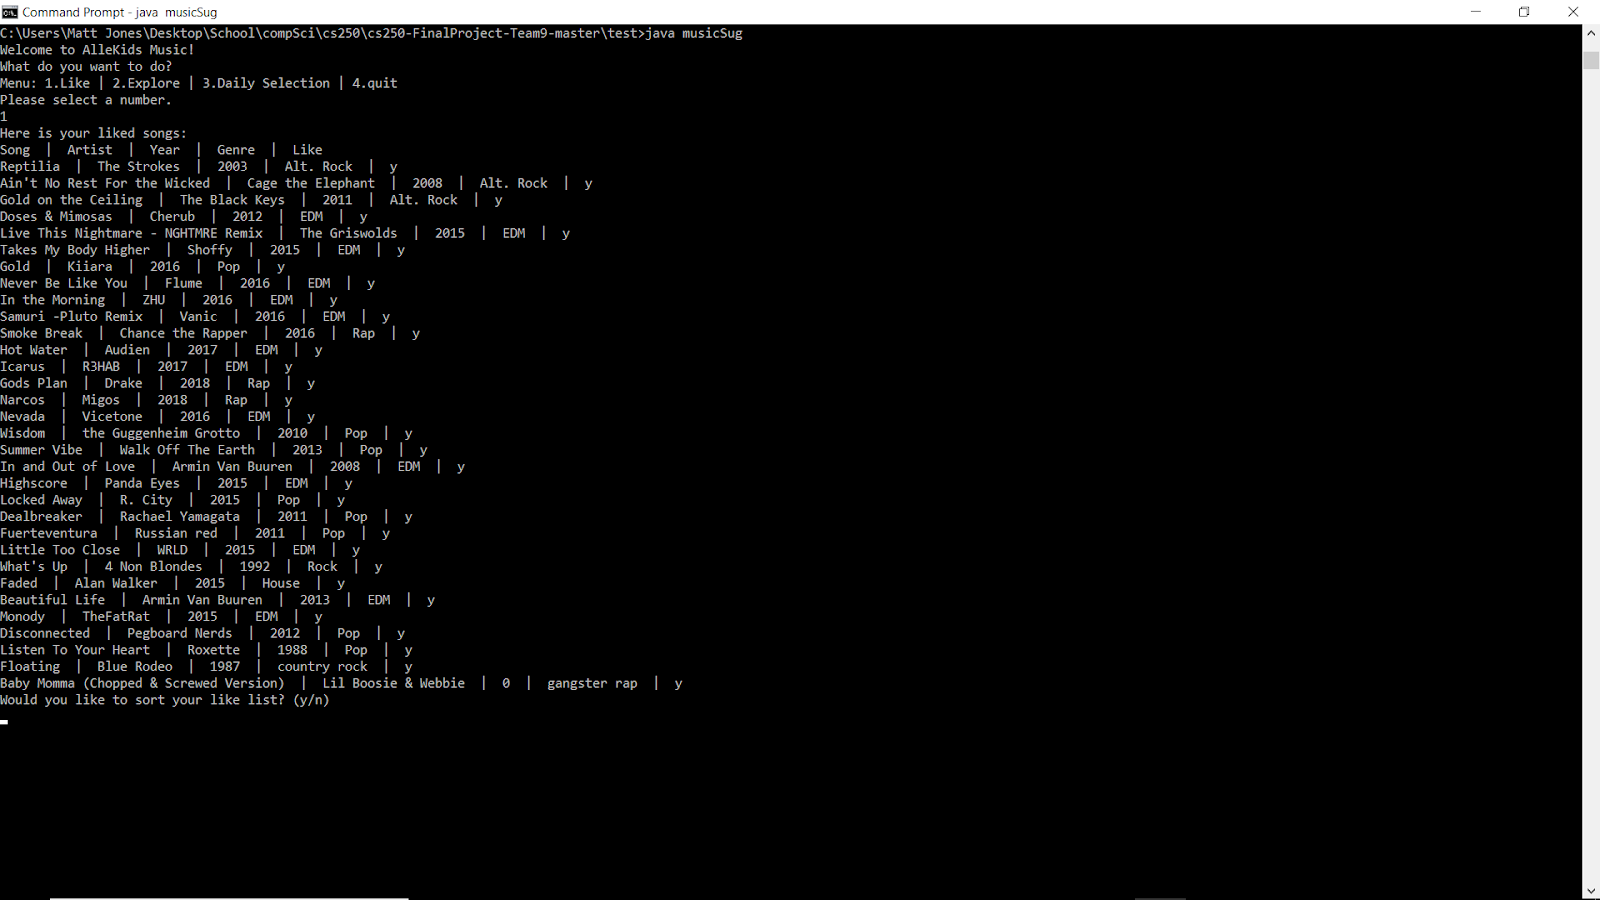 Command Prompt - java  musicSug
C:\Users\Matt Jones\Desktop\School\compSci\cs250\cs250-FinalProject-Team9-master\test>java musicSug
Welcome to AlleKids Music!
What do you want to do?
Menu: 1.Like | 2.Explore | 3.Daily Selection | 4.quit
Please select a number.
1
Here is your liked songs:
Song  |  Artist  |  Year  |  Genre  |  Like
Reptilia  |  The Strokes  |  2003  |  Alt. Rock  |  y
Ain't No Rest For the Wicked  |  Cage the Elephant  |  2008  |  Alt. Rock  |  y
Gold on the Ceiling  |  The Black Keys  |  2011  |  Alt. Rock  |  y
Doses & Mimosas  |  Cherub  |  2012  |  EDM  |  y
Live This Nightmare - NGHTMRE Remix  |  The Griswolds  |  2015  |  EDM  |  y
Takes My Body Higher  |  Shoffy  |  2015  |  EDM  |  y
Gold  |  Kiiara  |  2016  |  Pop  |  y
Never Be Like You  |  Flume  |  2016  |  EDM  |  y
In the Morning  |  ZHU  |  2016  |  EDM  |  y
Samuri -Pluto Remix  |  Vanic  |  2016  |  EDM  |  y
Smoke Break  |  Chance the Rapper  |  2016  |  Rap  |  y
Hot Water  |  Audien  |  2017  |  EDM  |  y
Icarus  |  R3HAB  |  2017  |  EDM  |  y
Gods Plan  |  Drake  |  2018  |  Rap  |  y
Narcos  |  Migos  |  2018  |  Rap  |  y
Nevada  |  Vicetone  |  2016  |  EDM  |  y
Wisdom  |  the Guggenheim Grotto  |  2010  |  Pop  |  y
Summer Vibe  |  Walk Off The Earth  |  2013  |  Pop  |  y
In and Out of Love  |  Armin Van Buuren  |  2008  |  EDM  |  y
Highscore  |  Panda Eyes  |  2015  |  EDM  |  y
Locked Away  |  R. City  |  2015  |  Pop  |  y
Dealbreaker  |  Rachael Yamagata  |  2011  |  Pop  |  y
Fuerteventura  |  Russian red  |  2011  |  Pop  |  y
Little Too Close  |  WRLD  |  2015  |  EDM  |  y
What's Up  |  4 Non Blondes  |  1992  |  Rock  |  y
Faded  |  Alan Walker  |  2015  |  House  |  y
Beautiful Life  |  Armin Van Buuren  |  2013  |  EDM  |  y
Monody  |  TheFatRat  |  2015  |  EDM  |  y
Disconnected  |  Pegboard Nerds  |  2012  |  Pop  |  y
Listen To Your Heart  |  Roxette  |  1988  |  Pop  |  y
Floating  |  Blue Rodeo  |  1987  |  country rock  |  y
Baby Momma (Chopped & Screwed Version)  |  Lil Boosie & Webbie  |  0  |  gangster rap  |  y
Would you like to sort your like list? (y/n)